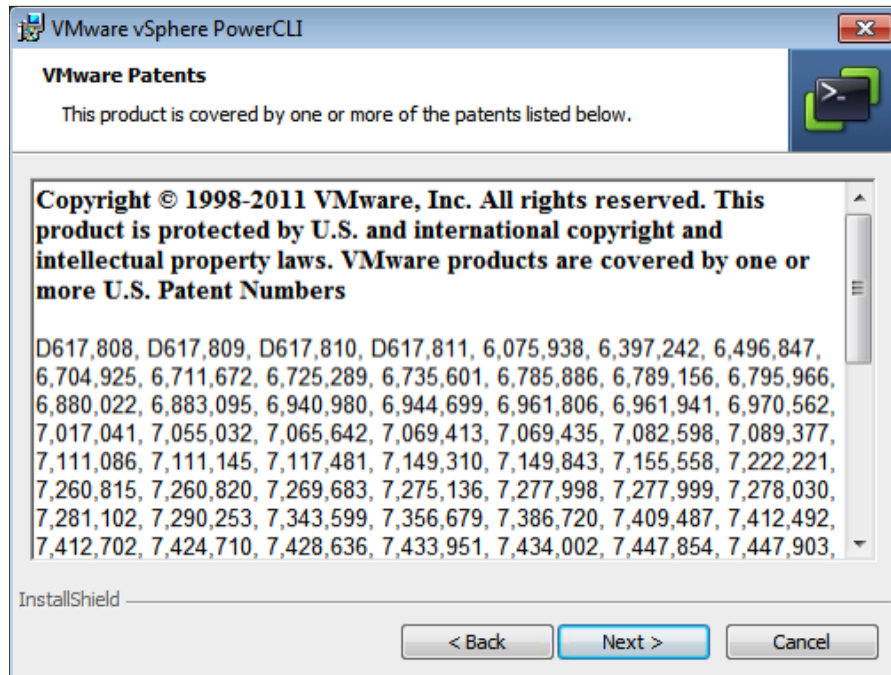 VMware vSphere PowerCLI
VMware Patents
This product is covered by one or more of the patents listed below.
>_
Copyright © 1998-2011 VMware, Inc. All rights reserved. This
product is protected by U.S. and international copyright and
intellectual property laws. VMware products are covered by one or
more U.S. Patent Numbers
D617,808, D617,809, D617,810, D617,811, 6,075,938, 6,397,242, 6,496,847,
6,704,925, 6,711,672, 6,725,289, 6,735,601, 6,785,886, 6,789,156, 6,795,966,
6,880,022, 6,883,095, 6,940,980, 6,944,699, 6,961,806, 6,961,941, 6,970,562,
7,017,041, 7,055,032, 7,065,642, 7,069,413, 7,069,435, 7,082,598, 7,089,377,
7,111,086, 7,111,145, 7,117,481, 7,149,310, 7,149,843, 7,155,558, 7,222,221,
7,260,815, 7,260,820, 7,269,683, 7,275,136, 7,277,998, 7,277,999, 7,278,030,
7,281,102, 7,290,253, 7,343,599, 7,356,679, 7,386,720, 7,409,487, 7,412,492,
7,412,702, 7,424,710, 7,428,636, 7,433,951, 7,434,002, 7,447,854, 7,447,903,
InstallShield
< Back
Next >
Cancel